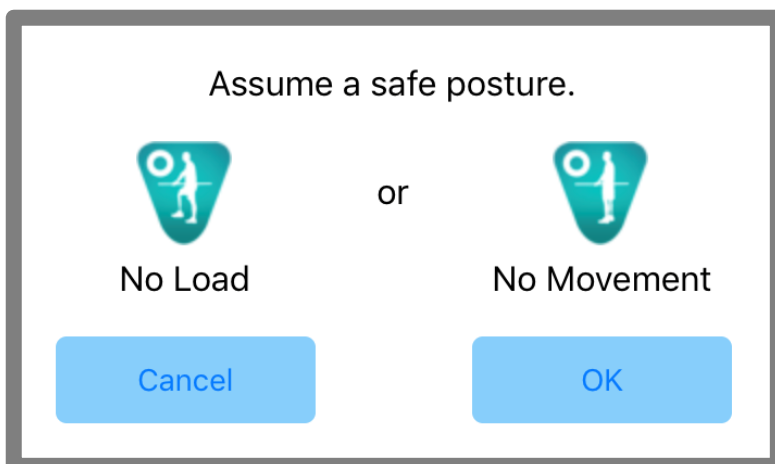 Assume a safe posture.
or
No Load
No Movement
Cancel
OK